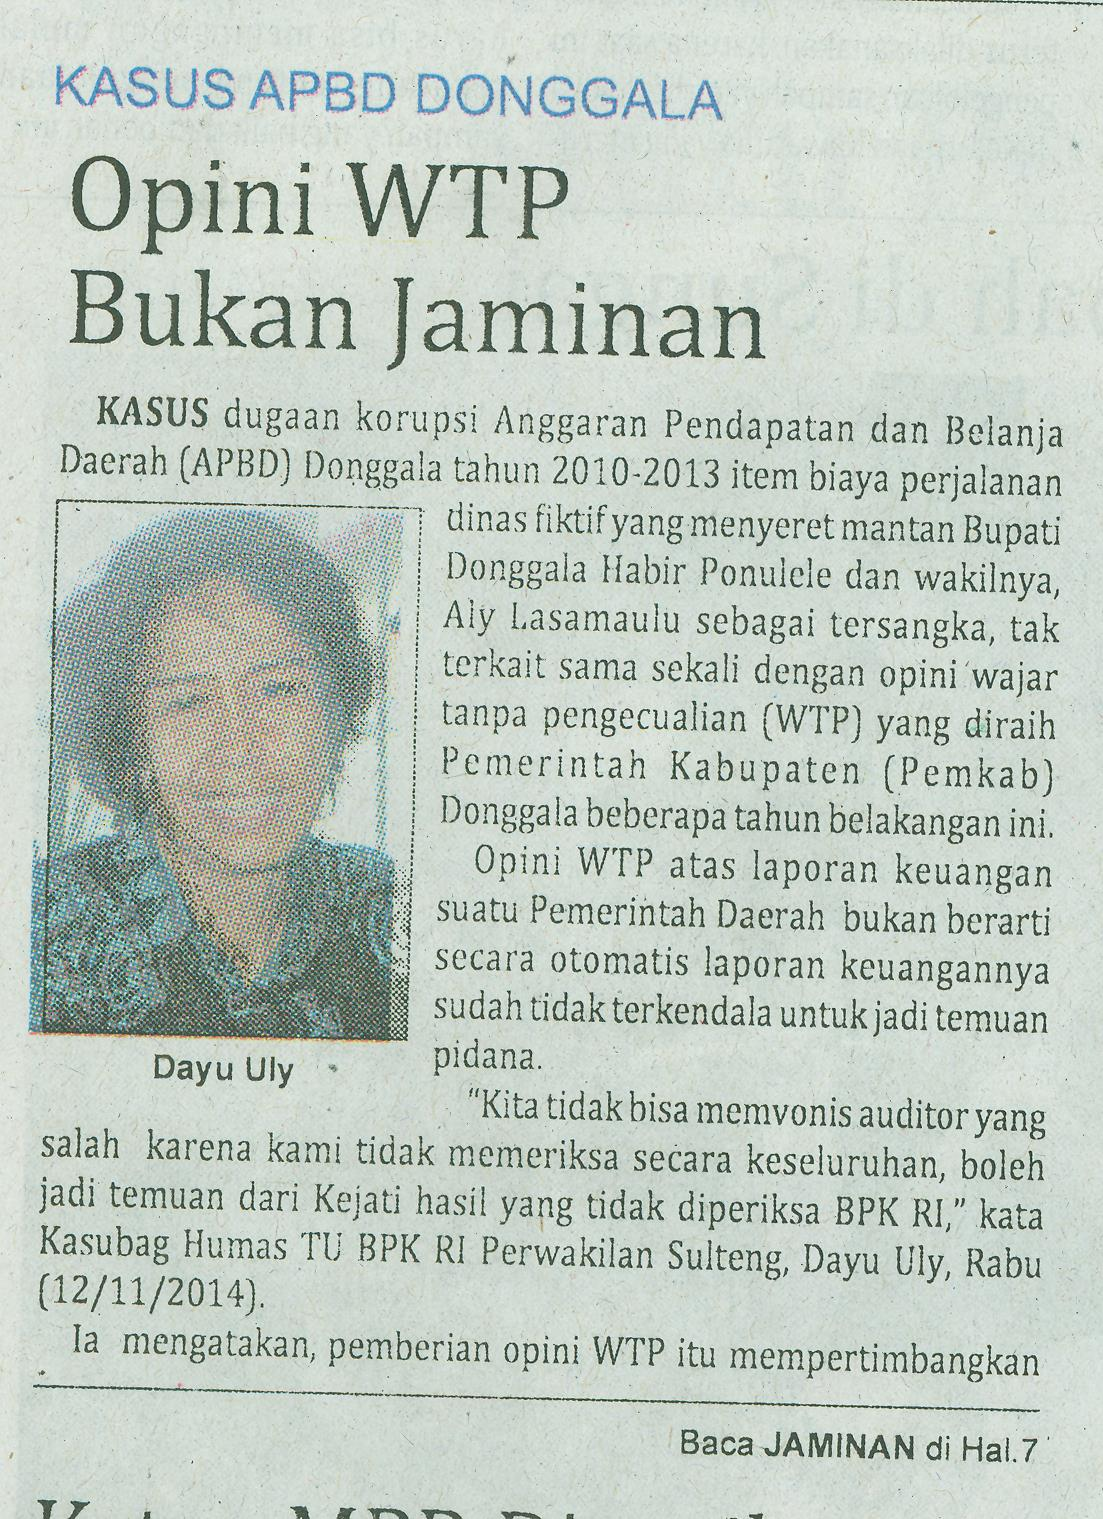 KASUS APBD DONGGALA
Opini WTP
Bukan Jaminan
KASUS dugaan korupsi Anggaran Pendapatan dan Belanja
Daerah (APBD) Donggala tahun 2010-2013 item biaya perjalanan
dinas fiktif yang menyeret mantan Bupati
Donggala Habir Ponulele dan wakilnya,
Aly Lasamaulu sebagai tersangka, tak
terkait sama sekali dengan opini wajar
tanpa pengecualian (WTP) yang diraih
Pemerintah Kabupaten (Pemkab)
Donggala beberapa tahun belakangan ini.
Opini WTP atas laporan keuangan
suatu Pemerintah Daerah bukan berarti
secara otomatis laporan keuangannya
sudah tidak terkendala untuk jadi temuan
pidana.
Dayu Uly
"Kita tidak bisa memvonis auditor yang
salah karena kami tidak memeriksa secara keseluruhan, boleh
jadi temuan dari Kejati hasil yang tidak diperiksa BPK RI," kata
Kasubag Humas TU BPK RI Perwakilan Sulteng, Dayu Uly, Rabu
(12/11/2014).
Ia mengatakan, pemberian opini WTP itu mempertimbangkan
Baca JAMINAN di Hal.7